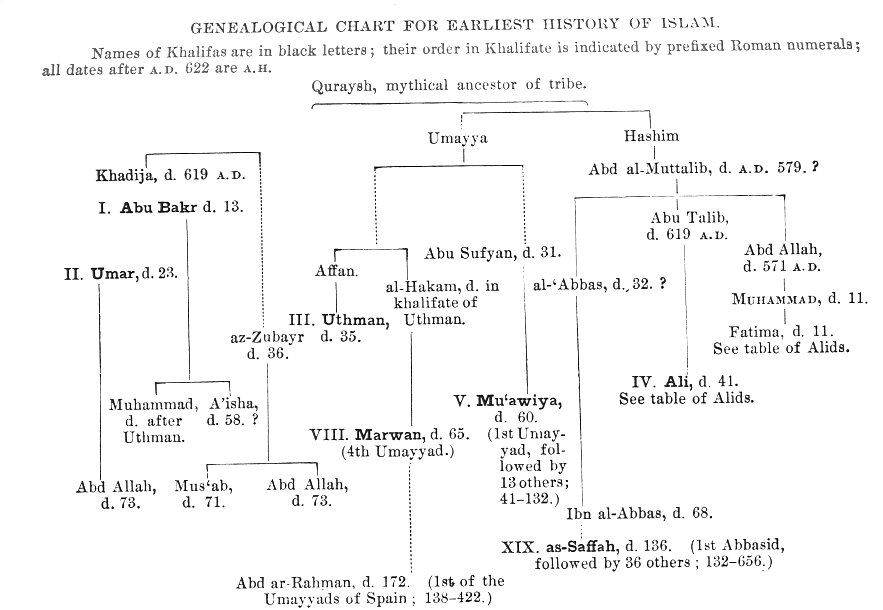 GENEALOGICAL CHART FOR EARLIEST HISTORY OF ISLAM.
Names of Khalifas are in black letters; their order in Khalifate is indicated by prefixed Roman numerals;
all dates after A.D. 622 are A.H.
Quraysh, mythical ancestor of tribe.
Umayya
Hashim
Khadija, d. 619 A.D.
Abd al-Muttalib, d. A.D. 579. ?
I. Abu Bakr d. 13.
Abu Talib,
d. 619 A.D.
II. Umar, d. 23.
Affan.
Abu Sufyan, d. 31.
Abd Allah,
d. 571 A.D.
al-Hakam, d. in
khalifate of
Uthman.
al-‘Abbas, d., 32. ?
MUHAMMAD, d. 11.
III. Uthman,
d. 35.
az-Zubayr
d. 36.
Fatima, d. 11.
See table of Alids.
IV. Ali, d. 41.
See table of Alids.
Muhammad,
d. after
Uthman.
A'isha,
d. 58. ?
V. Mu‘awiya,
d. 60.
(1st Umay-
yad, fol-
lowed by
13 others;
41-132.)
VIII. Marwan, d. 65.
(4th Umayyad.)
Abd Allah,
d. 73.
Mus‘ab,
d. 71.
Abd Allah,
d. 73.
Ibn al-Abbas, d. 68.
XIX. as-Saffah, d. 136. (1st Abbasid,
followed by 36 others; 132-656.)
Abd ar-Rahman, d. 172. (1st of the
Umayyads of Spain; 138-422.)